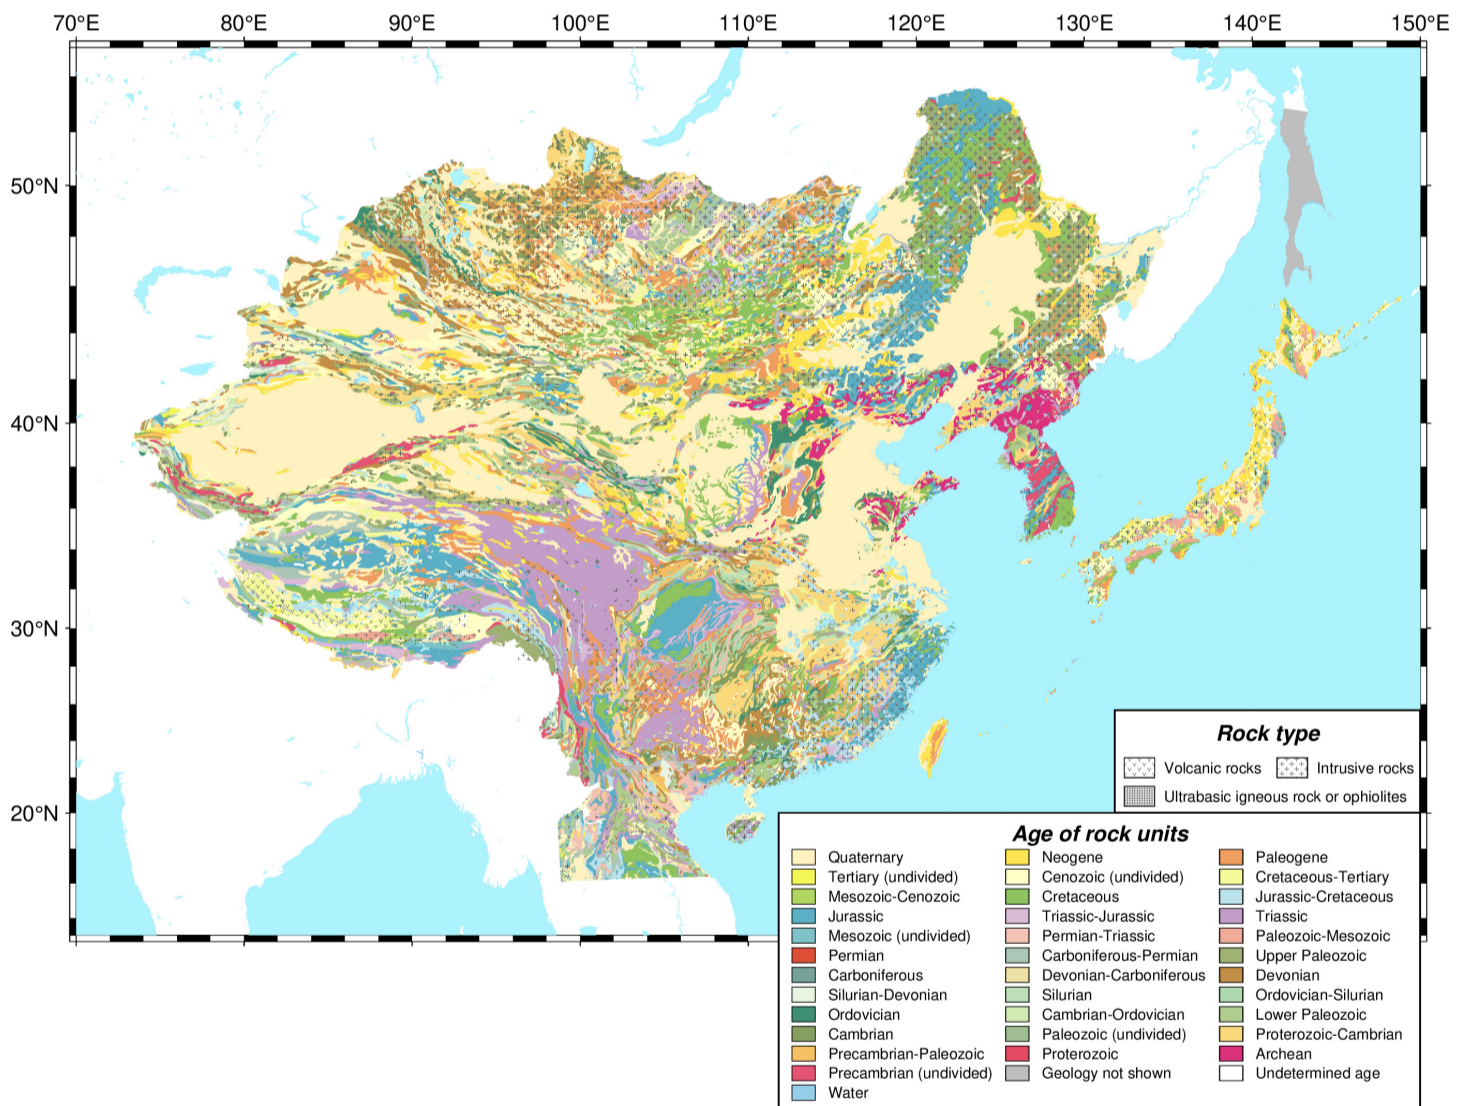 70°E 80°E 90°E 100°E 110°E 120°E 130°E 140°E 150°E
50°N
40°N
30°N
20°N
Rock type
Volcanic rocks Intrusive rocks
Ultrabasic igneous rock or ophiolites
Age of rock units
Quaternary Neogene Paleogene
Tertiary (undivided) Cenozoic (undivided) Cretaceous-Tertiary
Mesozoic-Cenozoic Cretaceous Jurassic-Cretaceous
Jurassic Triassic-Jurassic Triassic
Mesozoic (undivided) Permian-Triassic Paleozoic-Mesozoic
Permian Carboniferous-Permian Upper Paleozoic
Carboniferous Devonian-Carboniferous Devonian
Silurian-Devonian Silurian Ordovician-Silurian
Ordovician Cambrian-Ordovician Lower Paleozoic
Cambrian Paleozoic (undivided) Proterozoic-Cambrian
Precambrian-Paleozoic Proterozoic Archean
Precambrian (undivided) Geology not shown Undetermined age
Water